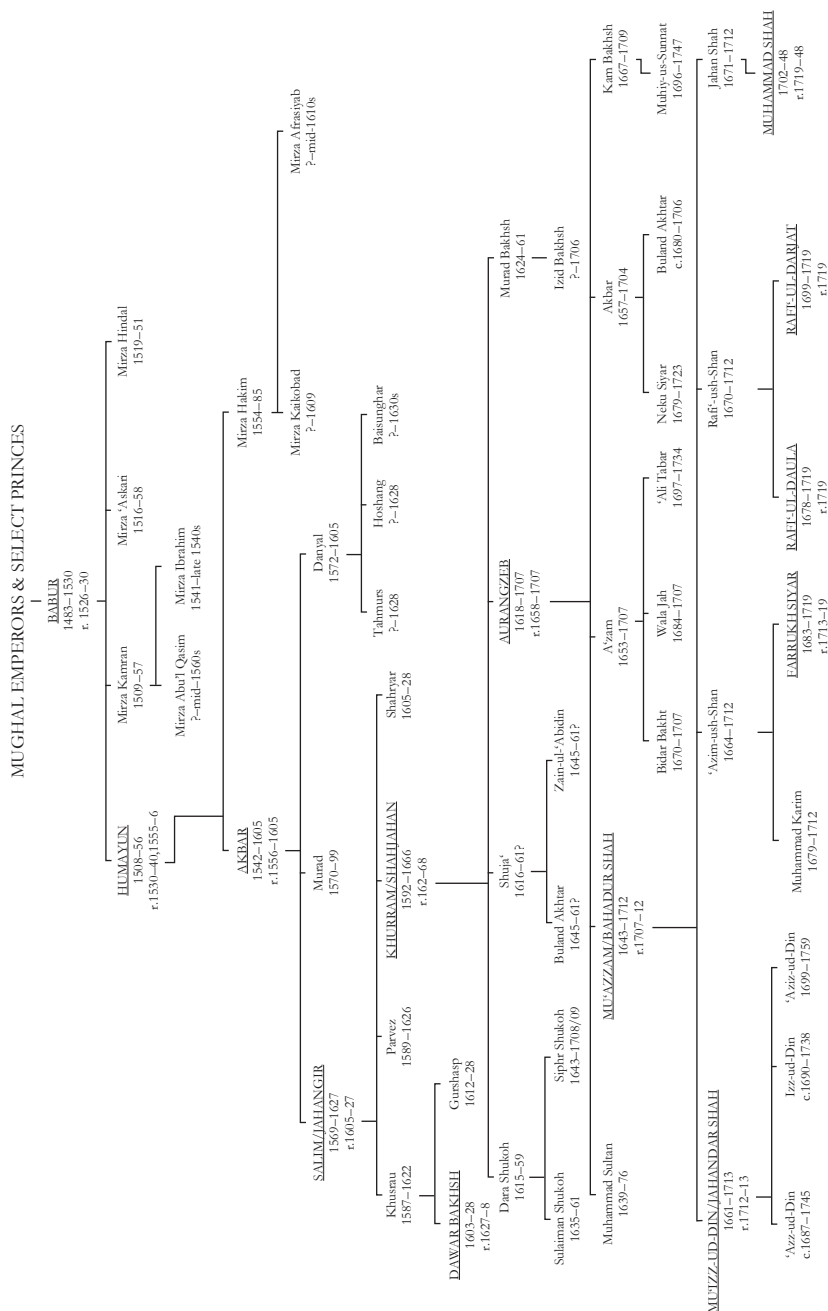 MUGHAL EMPERORS & SELECT PRINCES
BABUR
1483–1530
r. 1526–30
HUMAYUN
1508–56
r.1530–40,1555–6
Mirza Kamran
1509–57
Mirza ‘Askari
1516–58
Mirza Hindal
1519–51
Mirza Abu'l Qasim
?–mid–1560s
Mirza Ibrahim
1541–late 1540s
AKBAR
1542–1605
r.1556–1605
Mirza Hakim
1554–85
Murad
1570–99
Danyal
1572–1605
Mirza Kaikobad
?–1609
Mirza Afrasiyab
?–mid-1610s
SALIM/JAHANGIR
1569–1627
r.1605–27
Tahmurs
?–1628
Hoshang
?–1628
Baisunghar
?–1630s
Khusrau
1587–1622
Parvez
1589–1626
KHURRAM/SHAHJAHAN
1592–1666
r.162–68
Shahryar
1605–28
DAWAR BAKHSH
1603–28
r.1627–8
Gurshasp
1612–28
Dara Shukoh
1615–59
Shuja‘
1616–61?
AURANGZEB
1618–1707
r.1658–1707
Murad Bakhsh
1624–61
Sulaiman Shukoh
1635–61
Siphr Shukoh
1643–1708/09
Buland Akhtar
1645–61?
Zain-ul-‘Abidin
1645–61?
Izid Bakhsh
?–1706
Muhammad Sultan
1639–76
MU‘AZZAM/BAHADUR SHAH
1643–1712
r.1707–12
A‘zam
1653–1707
Akbar
1657–1704
Kam Bakhsh
1667–1709
Bidar Bakht
1670–1707
Wala Jah
1684–1707
‘Ali Tabar
1697–1734
Neku Siyar
1679–1723
Buland Akhtar
c.1680–1706
Muhiy-us-Sunnat
1696–1747
MU‘IZZ-UD-DIN/JAHANDAR SHAH
1661–1713
r.1712–13
‘Azim-ush-Shan
1664–1712
Rafi‘-ush-Shan
1670–1712
Jahan Shah
1671–1712
‘Azz-ud-Din
c.1687–1745
Izz-ud-Din
c.1690–1738
‘Aziz-ud-Din
1699–1759
Muhammad Karim
1679–1712
FARRUKH SIYAR
1683–1719
r.1713–19
RAFI‘-UL-DAULA
1678–1719
r.1719
RAFI‘-UL-DARJAT
1699–1719
r.1719
MUHAMMAD SHAH
1702–48
r.1719–48